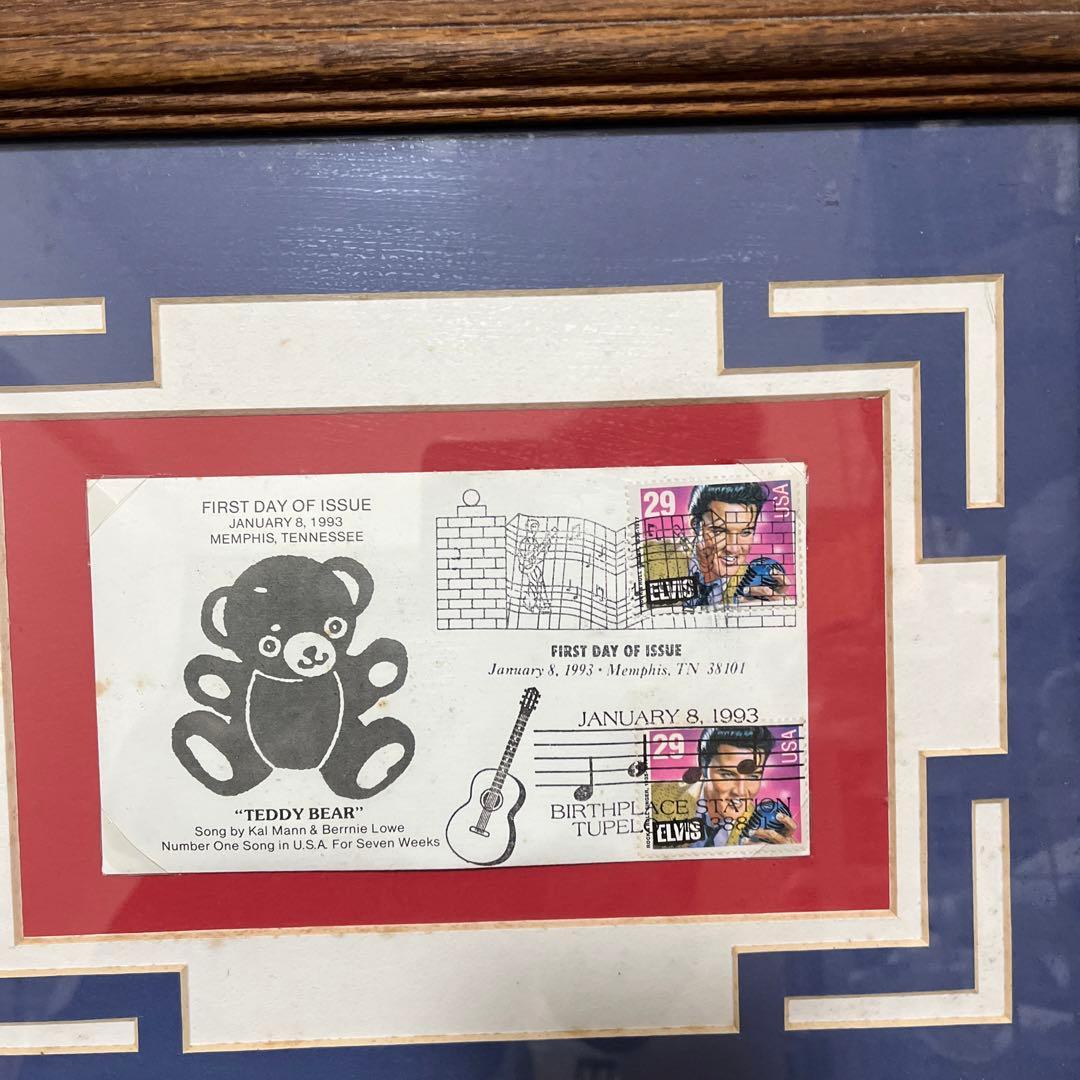 FIRST DAY OF ISSUE
JANUARY 8, 1993
MEMPHIS, TENNESSEE
"TEDDY BEAR"
Song by Kal Mann & Berrnie Lowe
Number One Song in U.S.A. For Seven Weeks
29
USA
ELVIS
FIRST DAY OF ISSUE
January 8, 1993 • Memphis, TN 38101
JANUARY 8, 1993
29
USA
ELVIS
BIRTHPLACE STATION